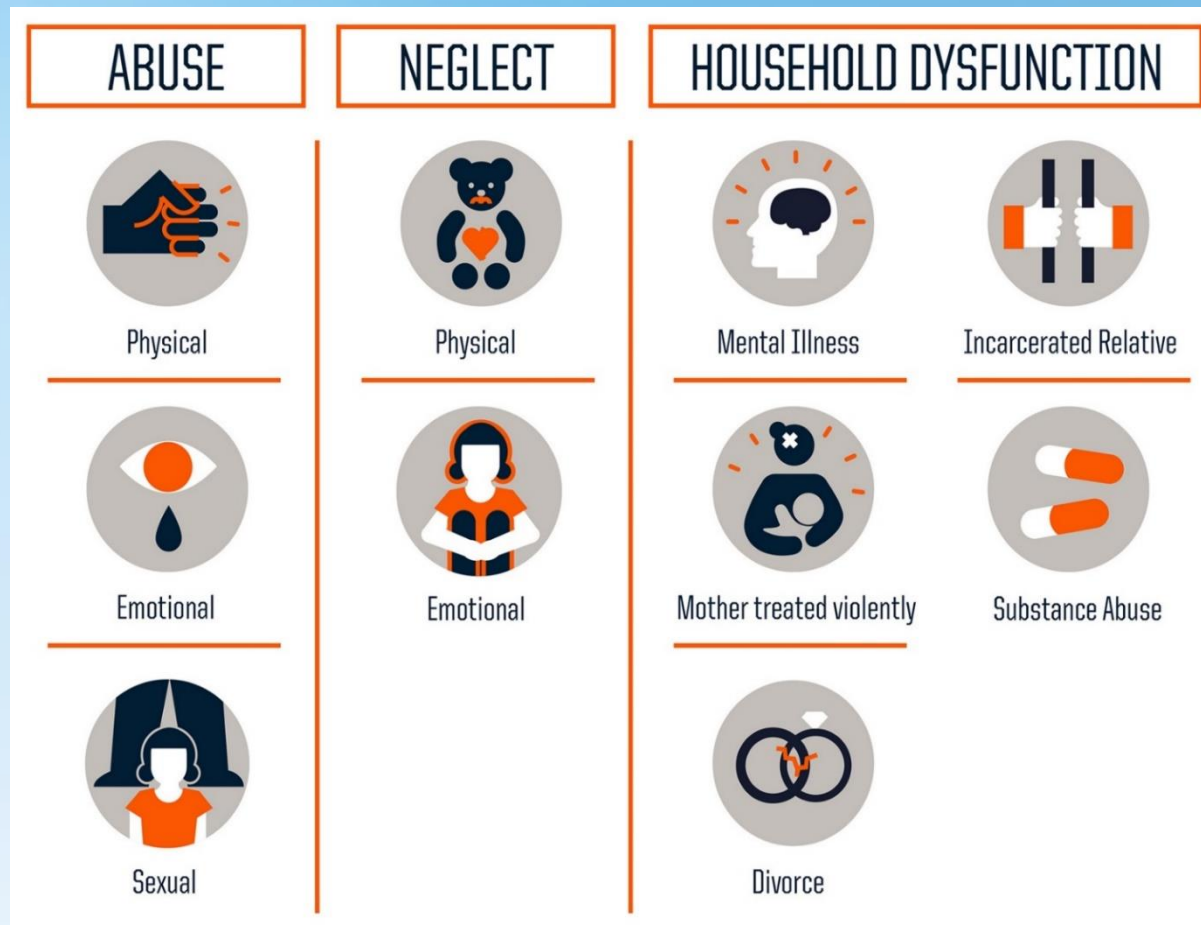 ABUSE
Physical
Emotional
Sexual
NEGLECT
Physical
Emotional
HOUSEHOLD DYSFUNCTION
Mental Illness
Incarcerated Relative
Mother treated violently
Substance Abuse
Divorce